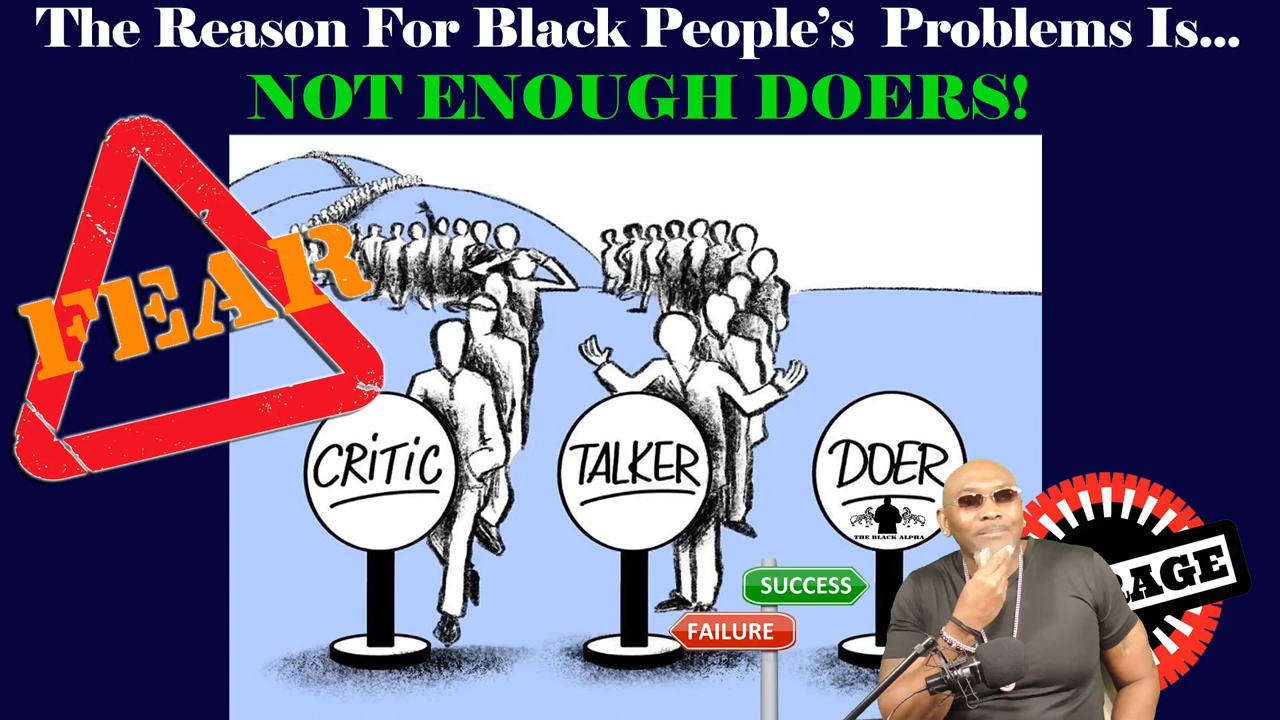 The Reason For Black People's Problems Is...
NOT ENOUGH DOERS!
FEAR
CRITIC
TALKER
DOER
THE BLACK ALPHA
SUCCESS
FAILURE
RAGE